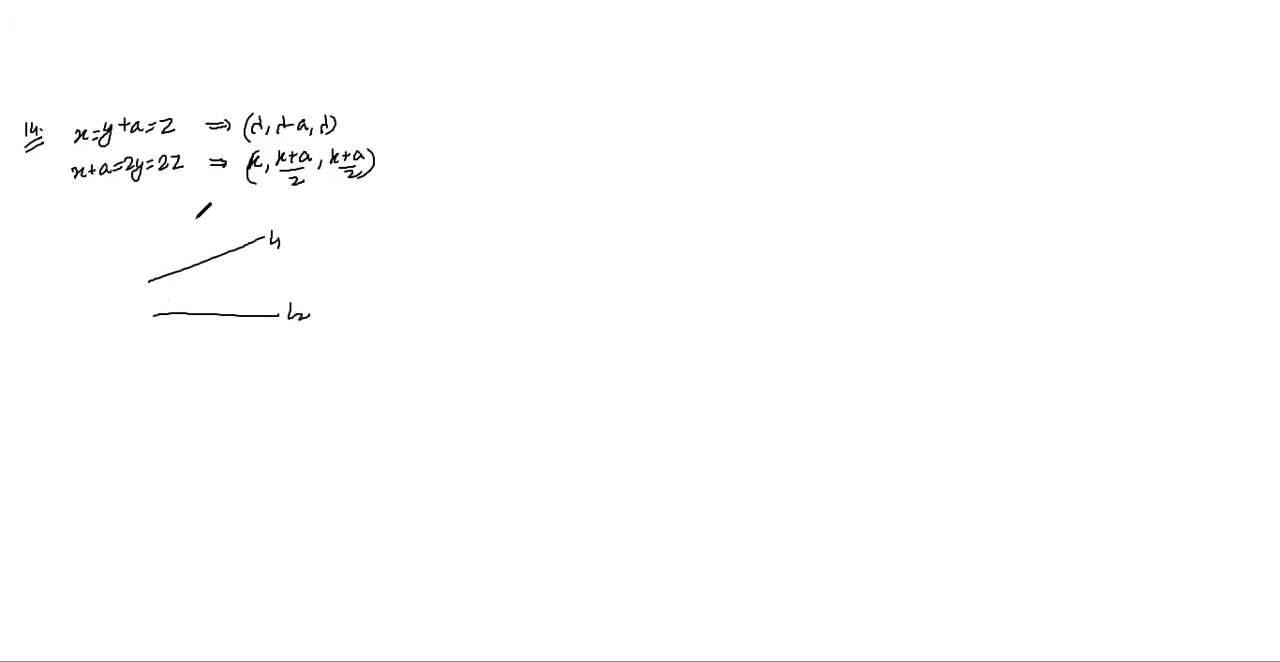 14. x=y+a=z ⇒ (λ, λ-a, λ)
x+a=2y=2z ⇒ (k, k+a/2, k+a/2)
L1
L2